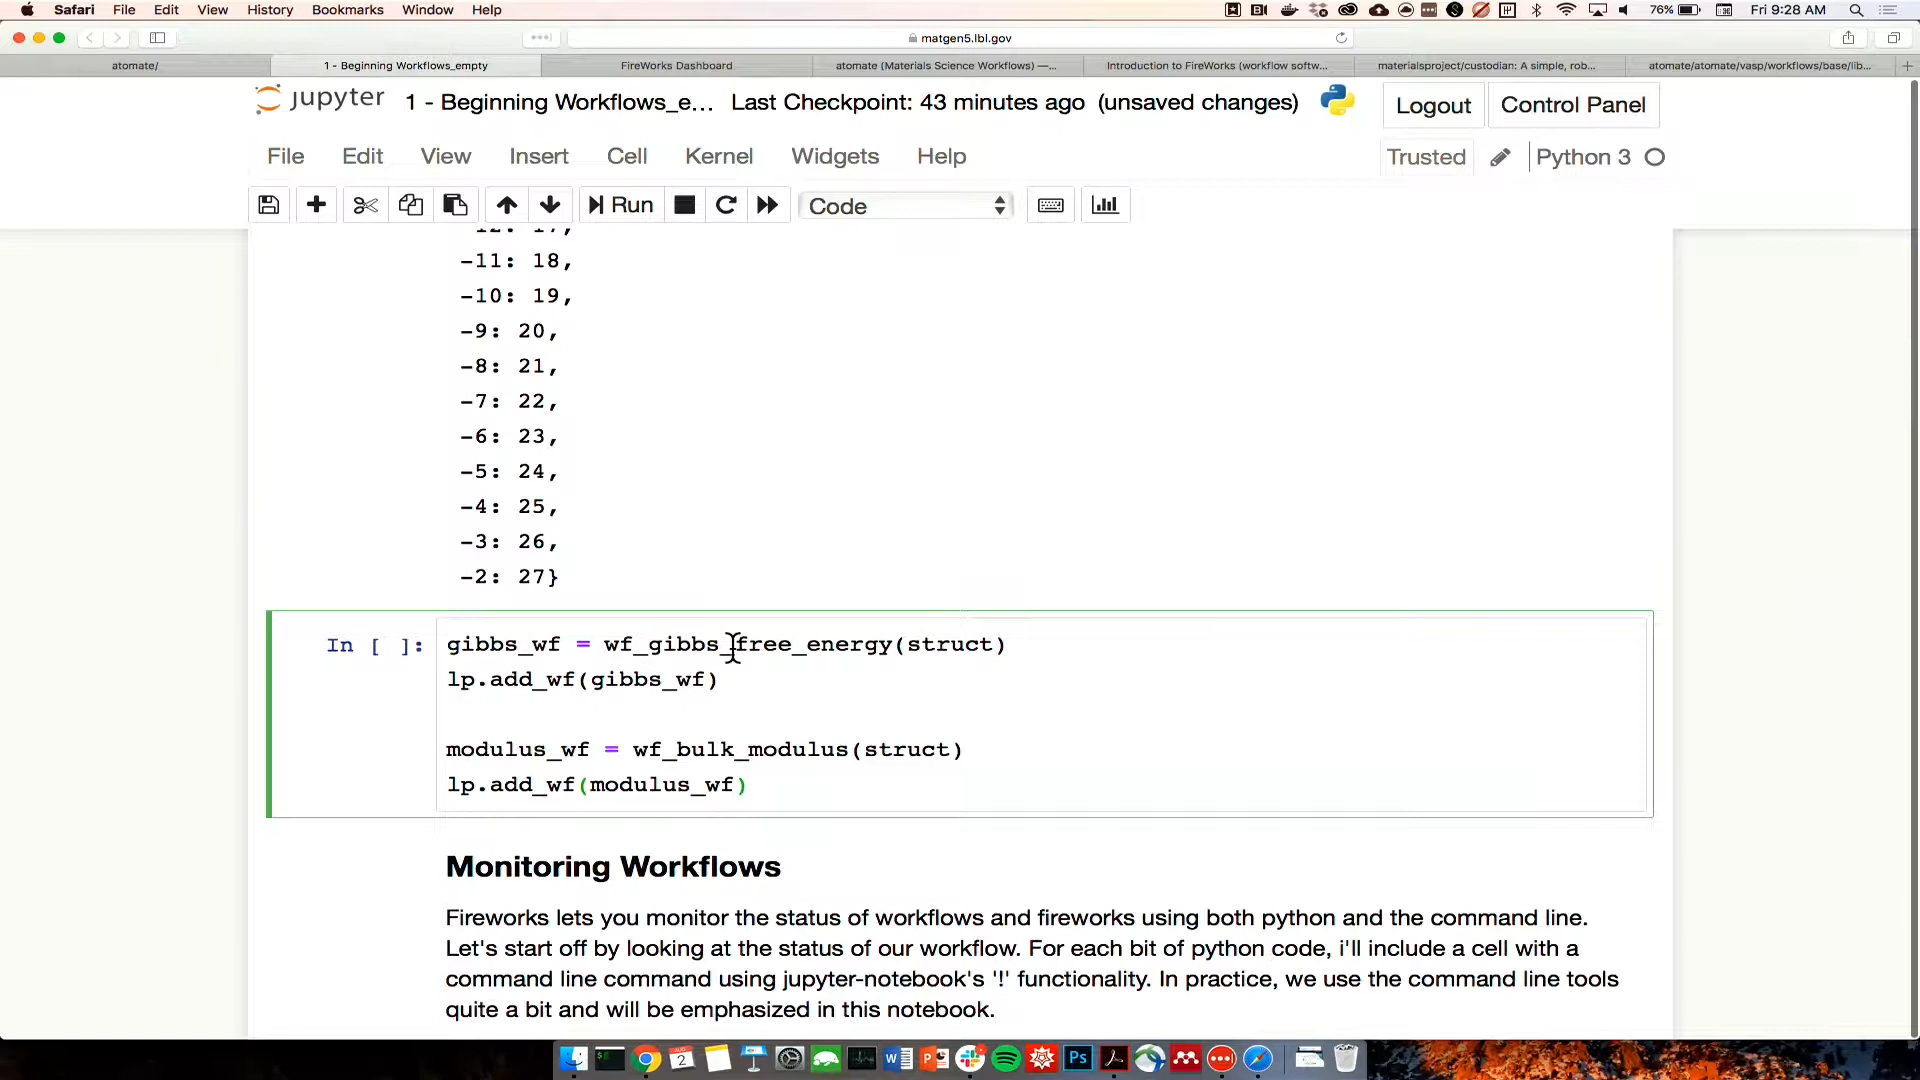 Safari File Edit View History Bookmarks Window Help 76% Fri 9:28 AM
matgen5.lbl.gov
atomate/ 1 - Beginning Workflows_empty FireWorks Dashboard atomate (Materials Science Workflows) —... Introduction to FireWorks (workflow softw... materialsproject/custodian: A simple, rob... atomate/atomate/vasp/workflows/base/lib...
jupyter 1 - Beginning Workflows_e... Last Checkpoint: 43 minutes ago (unsaved changes) Logout Control Panel
File Edit View Insert Cell Kernel Widgets Help Trusted Python 3
Run Code
-12: 17,
-11: 18,
-10: 19,
-9: 20,
-8: 21,
-7: 22,
-6: 23,
-5: 24,
-4: 25,
-3: 26,
-2: 27}
In [ ]: gibbs_wf = wf_gibbs_free_energy(struct)
lp.add_wf(gibbs_wf)
modulus_wf = wf_bulk_modulus(struct)
lp.add_wf(modulus_wf)
Monitoring Workflows
Fireworks lets you monitor the status of workflows and fireworks using both python and the command line.
Let's start off by looking at the status of our workflow. For each bit of python code, i'll include a cell with a
command line command using jupyter-notebook's '!' functionality. In practice, we use the command line tools
quite a bit and will be emphasized in this notebook.